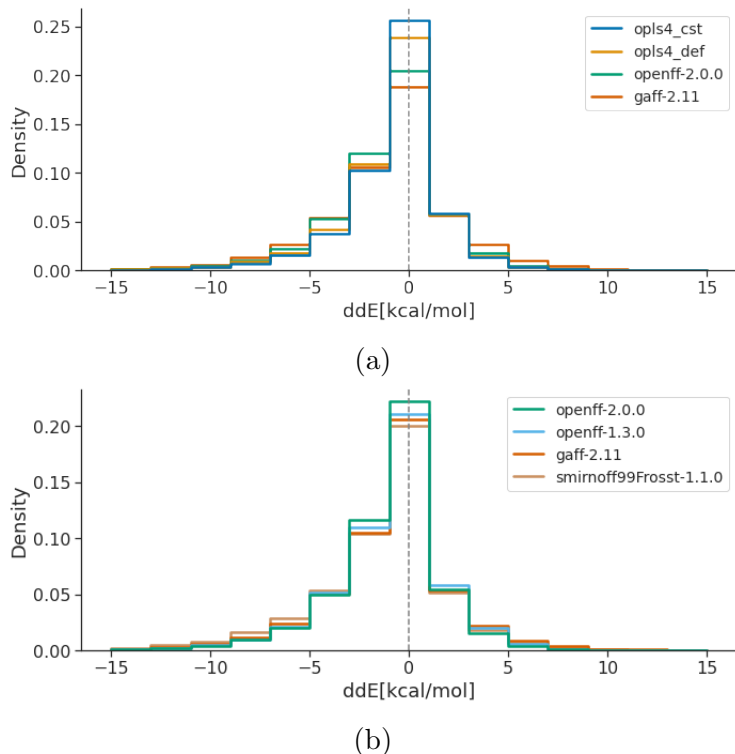 opls4_cst
opls4_def
openff-2.0.0
gaff-2.11
0.25
0.20
0.15
0.10
0.05
0.00
Density
−15
−10
−5
0
5
10
15
ddE[kcal/mol]
(a)
openff-2.0.0
openff-1.3.0
gaff-2.11
smirnoff99Frosst-1.1.0
0.20
0.15
0.10
0.05
0.00
Density
−15
−10
−5
0
5
10
15
ddE[kcal/mol]
(b)